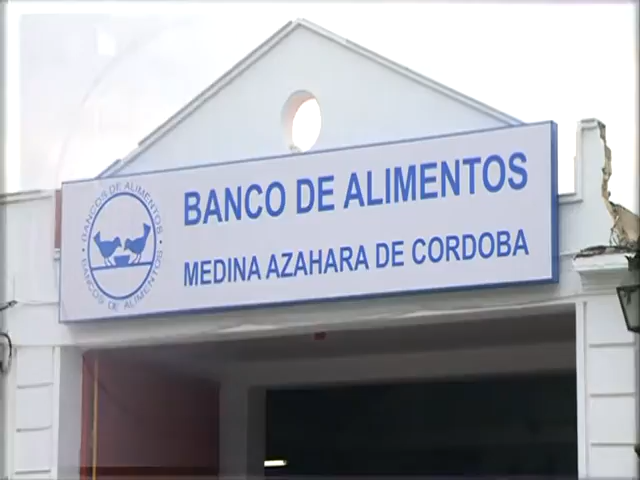 BANCO DE ALIMENTOS
MEDINA AZAHARA DE CORDOBA
BANCOS DE ALIMENTOS
BANCOS DE ALIMENTOS